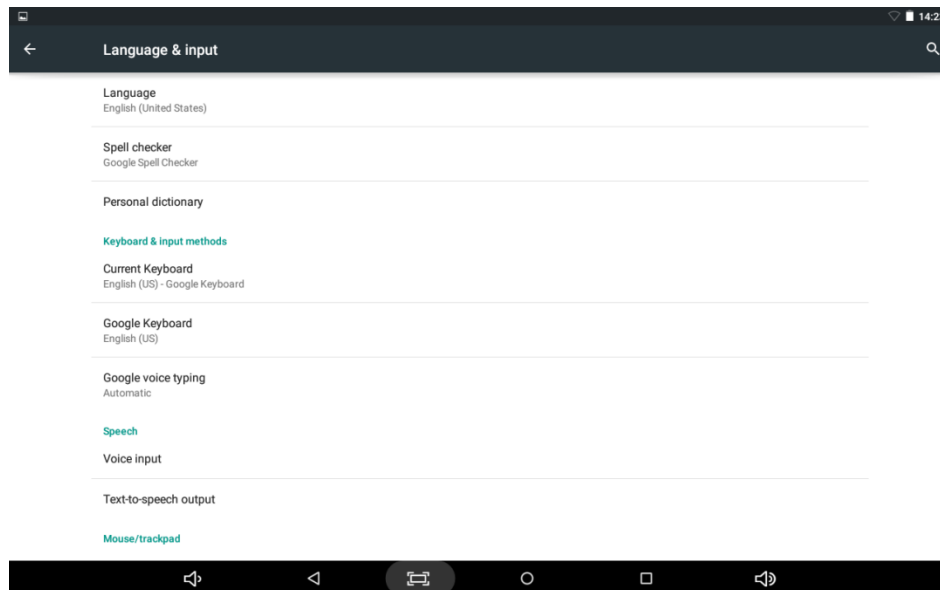 Language & input
Language
English (United States)
Spell checker
Google Spell Checker
Personal dictionary
Keyboard & input methods
Current Keyboard
English (US) - Google Keyboard
Google Keyboard
English (US)
Google voice typing
Automatic
Speech
Voice input
Text-to-speech output
Mouse/trackpad